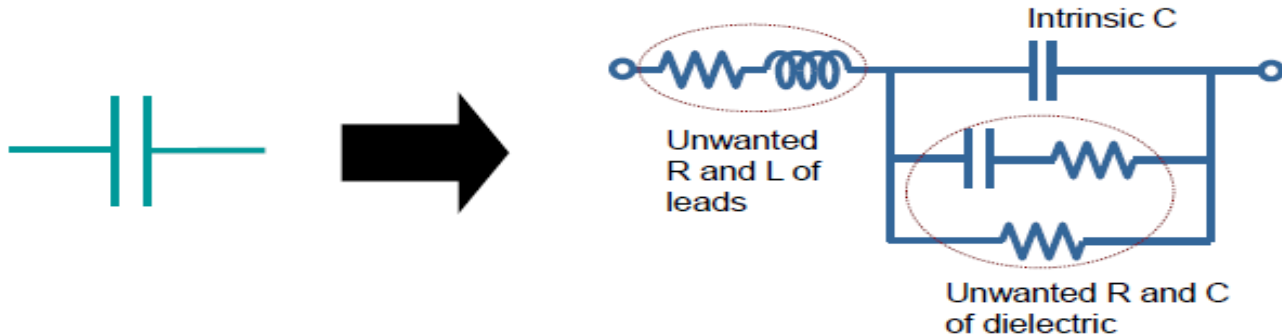 Intrinsic C
Unwanted
R and L of
leads
Unwanted R and C
of dielectric